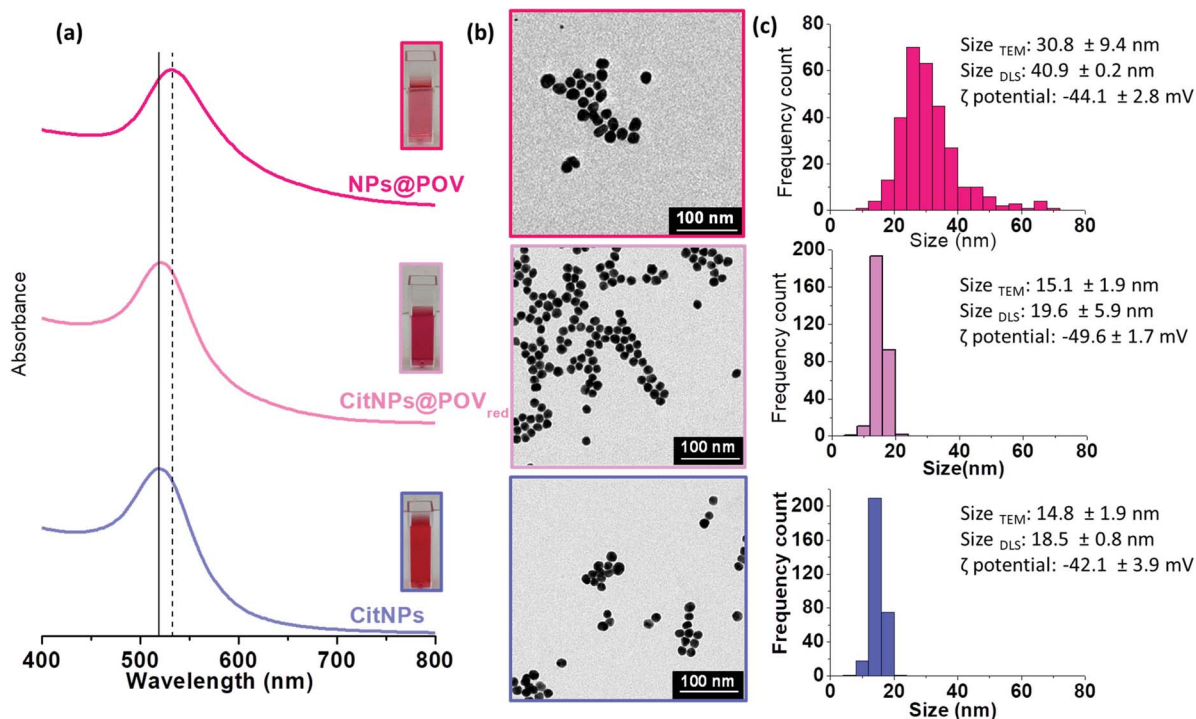 (a)
NPs@POV
CitNPs@POVred
CitNPs
Absorbance
400 500 600 700 800
Wavelength (nm)
(b)
100 nm
100 nm
100 nm
(c)
Frequency count
80
60
40
20
0
0 20 40 60 80
Size (nm)
Size TEM: 30.8 ± 9.4 nm
Size DLS: 40.9 ± 0.2 nm
ζ potential: -44.1 ± 2.8 mV
Frequency count
200
160
120
80
40
0
0 20 40 60 80
Size(nm)
Size TEM: 15.1 ± 1.9 nm
Size DLS: 19.6 ± 5.9 nm
ζ potential: -49.6 ± 1.7 mV
Frequency count
200
160
120
80
40
0
0 20 40 60 80
Size (nm)
Size TEM: 14.8 ± 1.9 nm
Size DLS: 18.5 ± 0.8 nm
ζ potential: -42.1 ± 3.9 mV